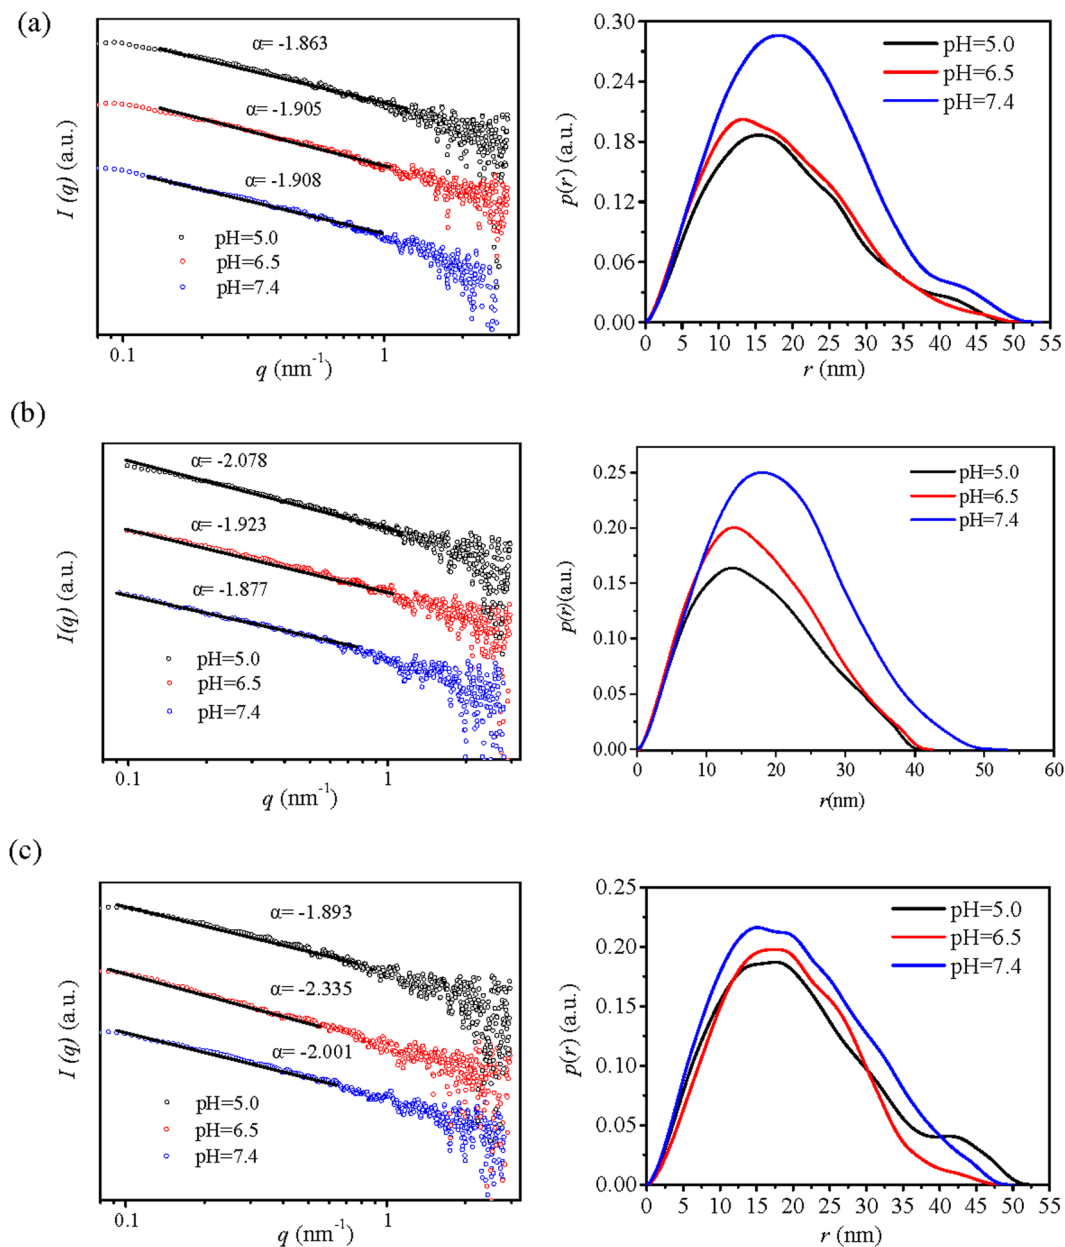 (a)
α= -1.863
α= -1.905
α= -1.908
I (q) (a.u.)
pH=5.0
pH=6.5
pH=7.4
0.1
1
q (nm⁻¹)
0.30
0.24
0.18
0.12
0.06
0.00
p(r) (a.u.)
pH=5.0
pH=6.5
pH=7.4
0 5 10 15 20 25 30 35 40 45 50 55
r (nm)
(b)
α= -2.078
α= -1.923
α= -1.877
I(q) (a.u.)
pH=5.0
pH=6.5
pH=7.4
0.1
1
q (nm⁻¹)
0.25
0.20
0.15
0.10
0.05
0.00
p(r)(a.u.)
pH=5.0
pH=6.5
pH=7.4
0 10 20 30 40 50 60
r(nm)
(c)
α= -1.893
α= -2.335
α= -2.001
I (q) (a.u.)
pH=5.0
pH=6.5
pH=7.4
0.1
1
q (nm⁻¹)
0.25
0.20
0.15
0.10
0.05
0.00
p(r) (a.u.)
pH=5.0
pH=6.5
pH=7.4
0 5 10 15 20 25 30 35 40 45 50 55
r (nm)